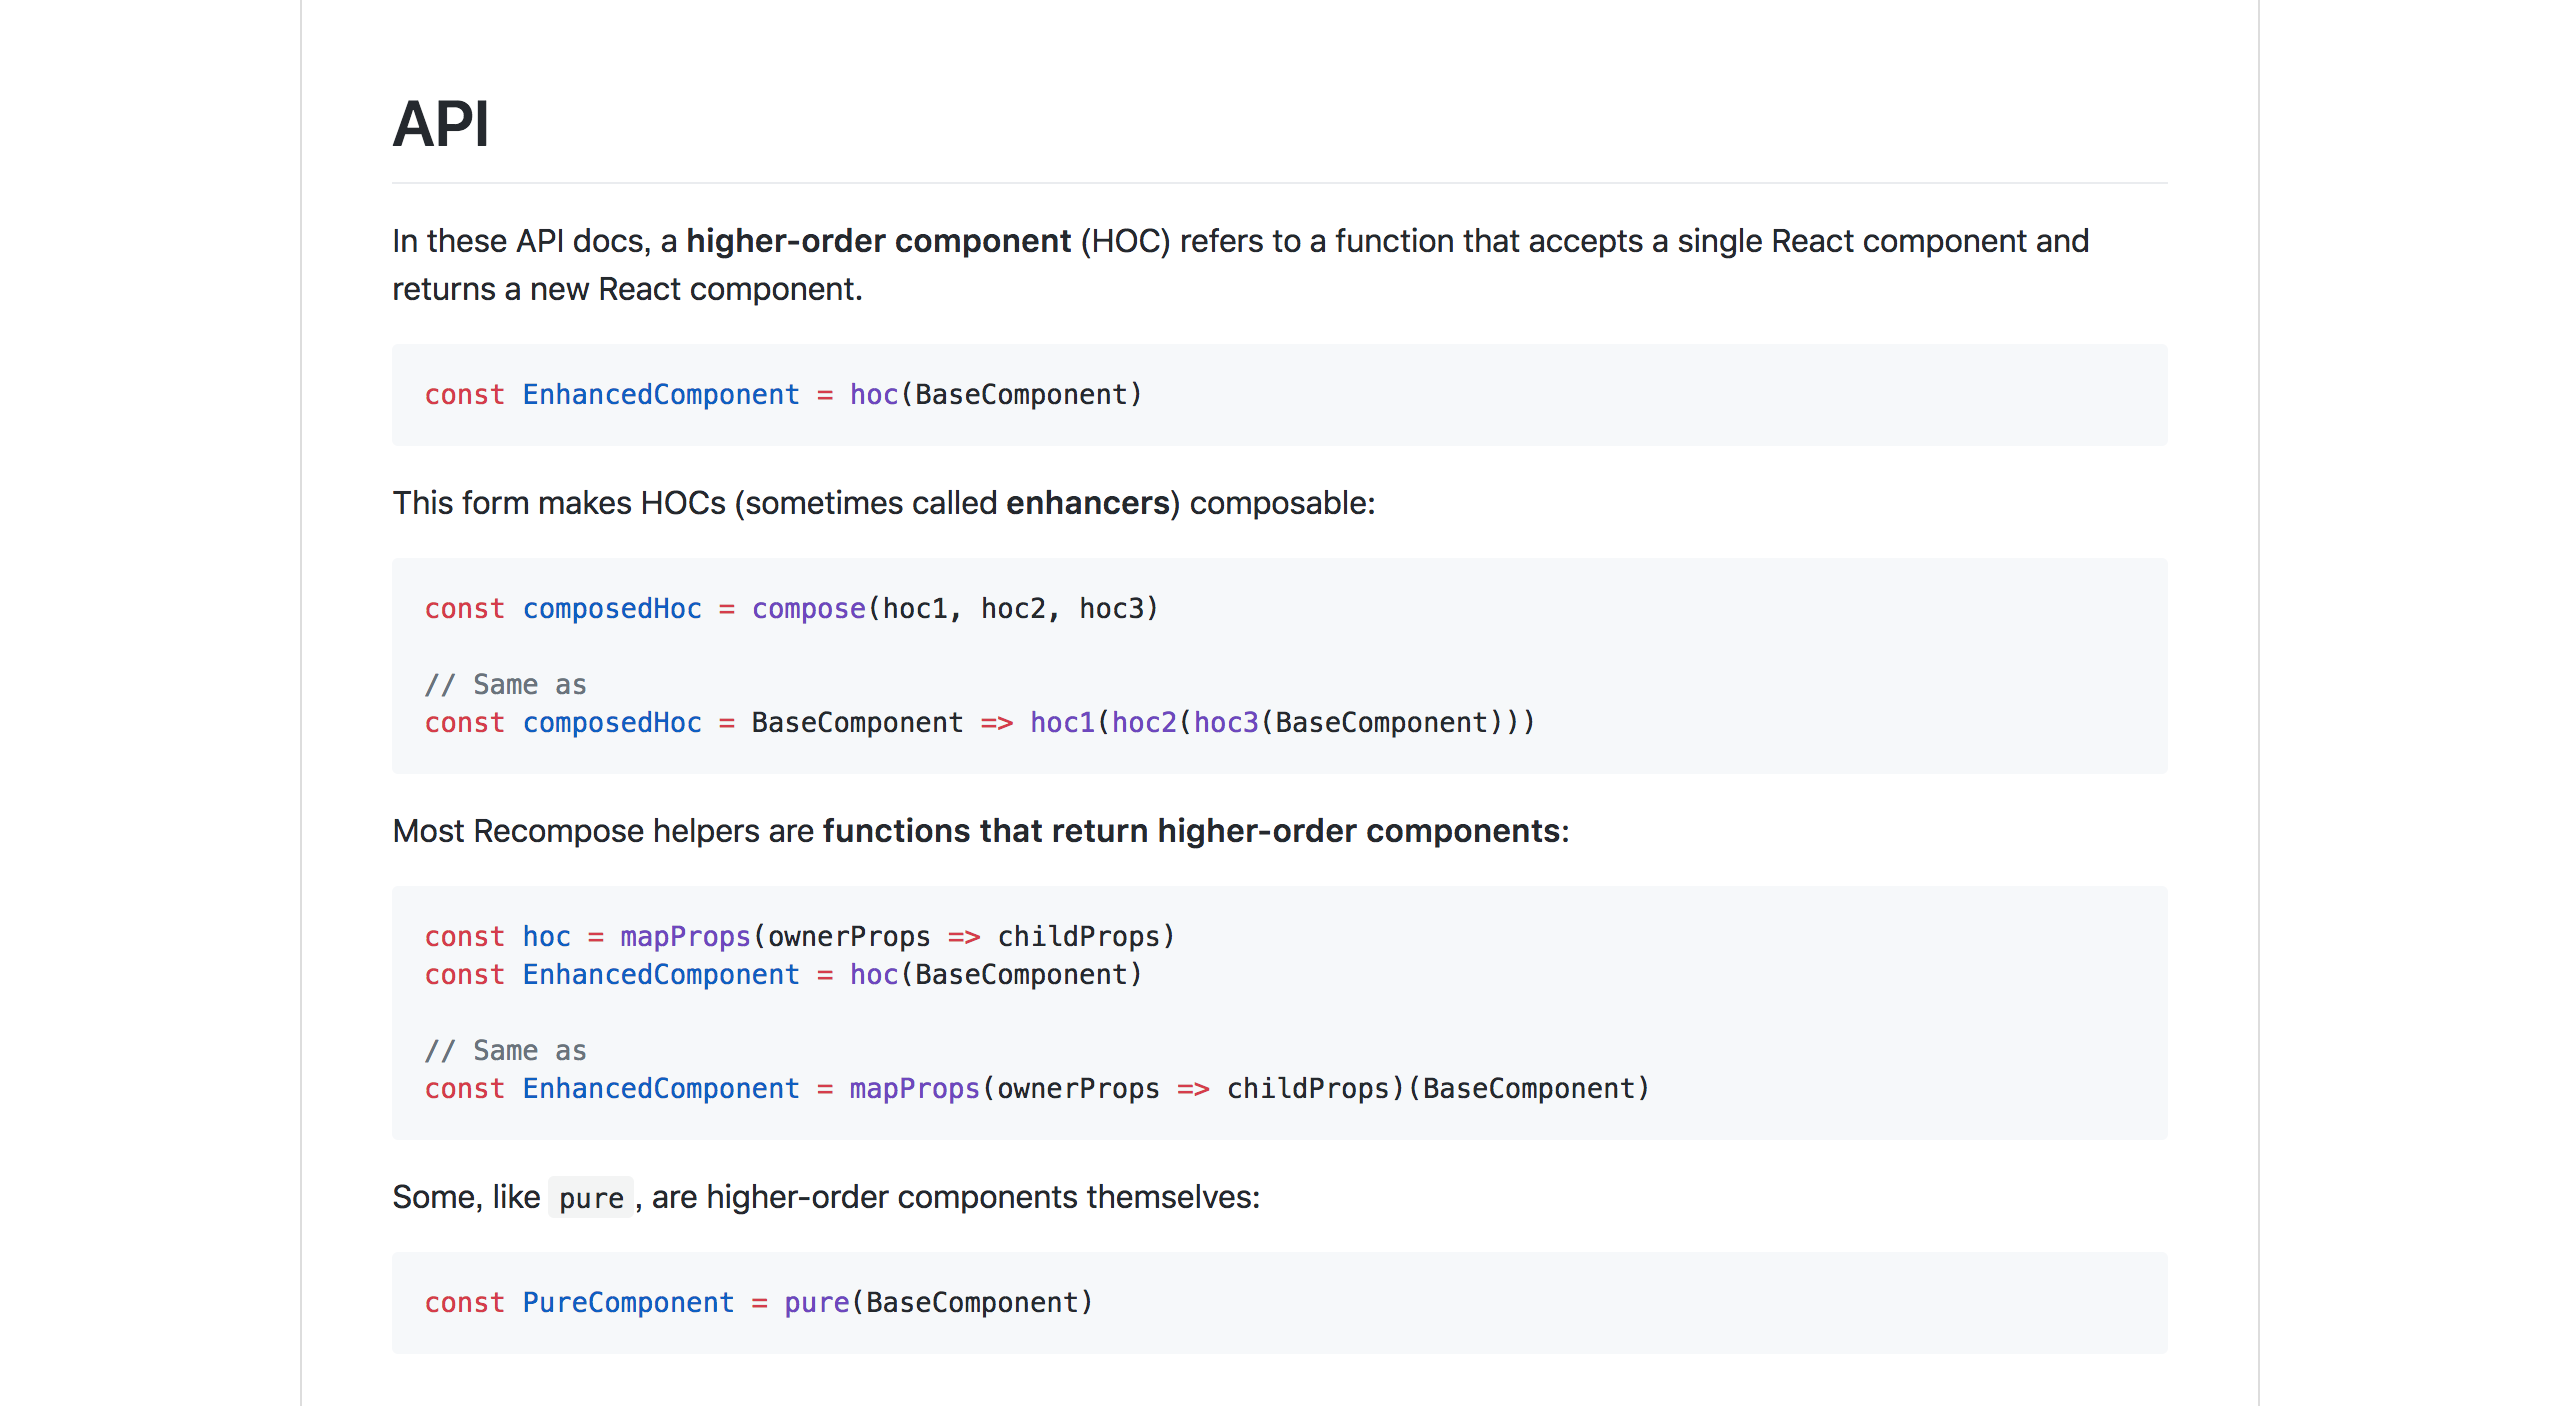 API
In these API docs, a higher-order component (HOC) refers to a function that accepts a single React component and
returns a new React component.
const EnhancedComponent = hoc(BaseComponent)
This form makes HOCs (sometimes called enhancers) composable:
const composedHoc = compose(hoc1, hoc2, hoc3)
// Same as
const composedHoc = BaseComponent => hoc1(hoc2(hoc3(BaseComponent)))
Most Recompose helpers are functions that return higher-order components:
const hoc = mapProps(ownerProps => childProps)
const EnhancedComponent = hoc(BaseComponent)
// Same as
const EnhancedComponent = mapProps(ownerProps => childProps)(BaseComponent)
Some, like pure, are higher-order components themselves:
const PureComponent = pure(BaseComponent)